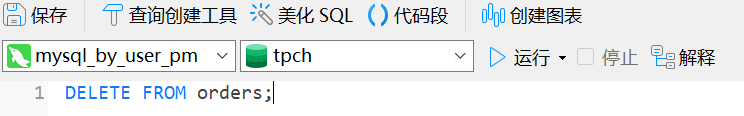 保存 查询创建工具 美化 SQL 代码段 创建图表
mysql_by_user_pm tpch 运行 停止 解释
1 DELETE FROM orders;